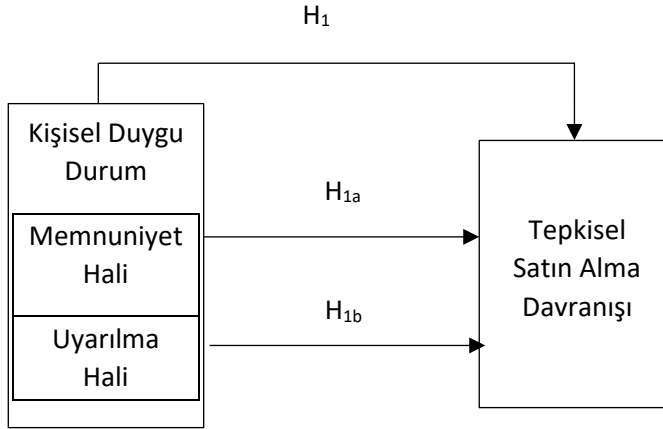 H1
Kişisel Duygu
Durum
H1a
Memnuniyet
Hali
H1b
Uyarılma
Hali
Tepkisel
Satın Alma
Davranışı